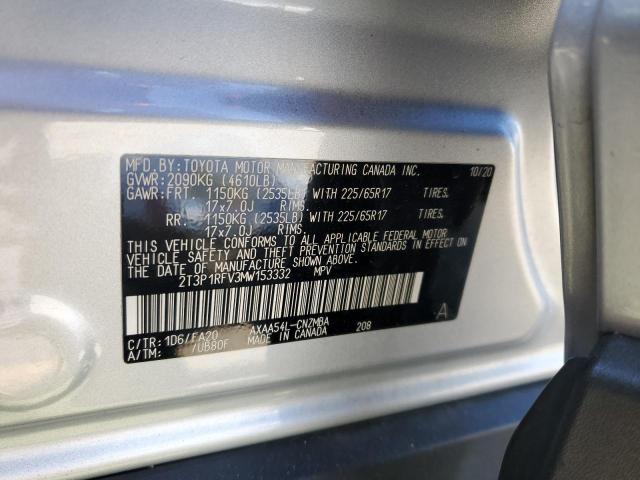 MFD.BY:TOYOTA MOTOR MANUFACTURING CANADA INC. 10/20
GVWR:2090KG (4610LB)
GAWR:FRT. 1150KG (2535LB) WITH 225/65R17 TIRES.
17x7.0J RIMS.
RR. 1150KG (2535LB) WITH 225/65R17 TIRES.
17x7.0J RIMS.
THIS VEHICLE CONFORMS TO ALL APPLICABLE FEDERAL MOTOR
VEHICLE SAFETY AND THEFT PREVENTION STANDARDS IN EFFECT
ON THE DATE OF MANUFACTURE SHOWN ABOVE.
2T3P1RFV3MW153332 MPV
A
C/TR:1D6/FA20 AXAA54L-CNZMBA 208
A/TM: /UB80F MADE IN CANADA